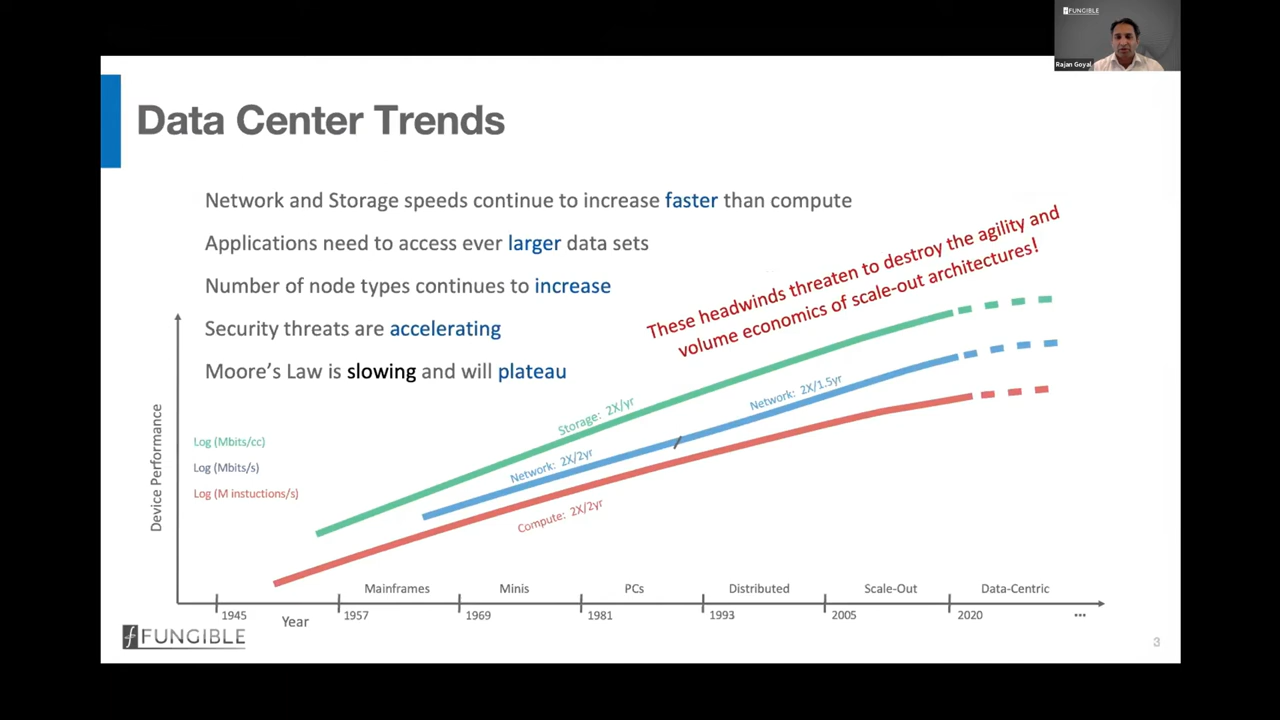 FUNGIBLE
Rajan Goyal
Data Center Trends
Network and Storage speeds continue to increase faster than compute
Applications need to access ever larger data sets
Number of node types continues to increase
Security threats are accelerating
Moore's Law is slowing and will plateau
These headwinds threaten to destroy the agility and
volume economics of scale-out architectures!
Storage: 2X/yr
Network: 2X/1.5yr
Network: 2X/2yr
Compute: 2X/2yr
Device Performance
Log (Mbits/cc)
Log (Mbits/s)
Log (M instuctions/s)
Mainframes Minis PCs Distributed Scale-Out Data-Centric
1945 1957 1969 1981 1993 2005 2020 ...
Year
FUNGIBLE
3